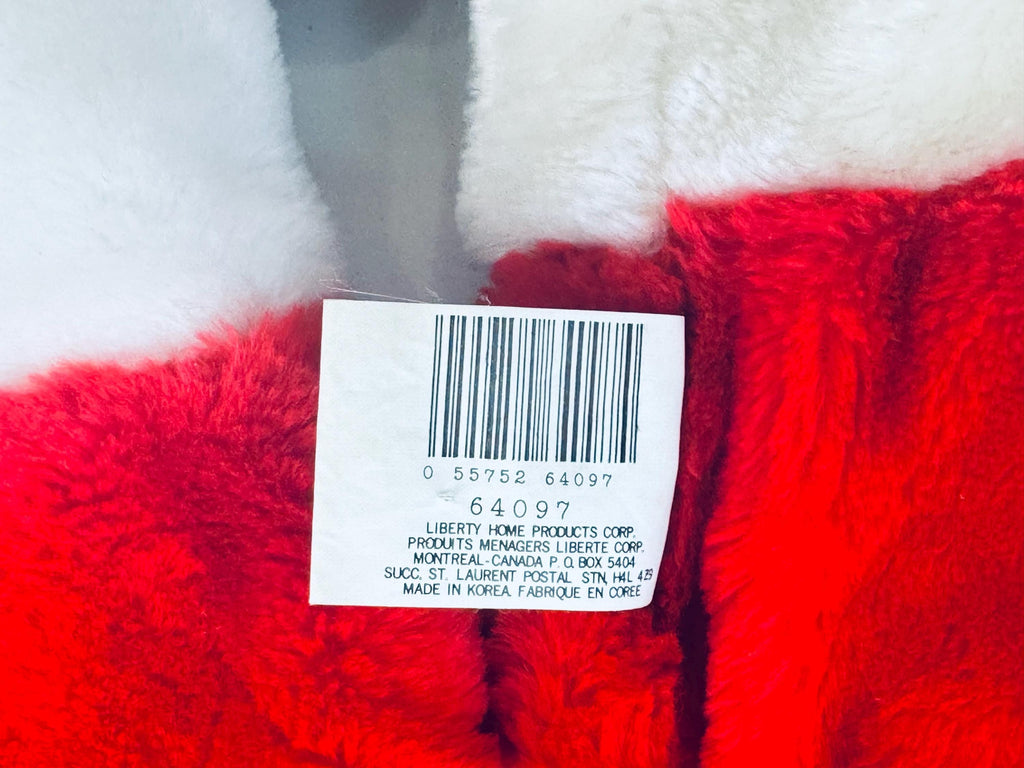 0 55752 64097
64097
LIBERTY HOME PRODUCTS CORP.
PRODUITS MENAGERS LIBERTE CORP.
MONTREAL-CANADA P.O. BOX 5404
SUCC. ST. LAURENT POSTAL STN, H4L 4Z9
MADE IN KOREA. FABRIQUE EN COREE